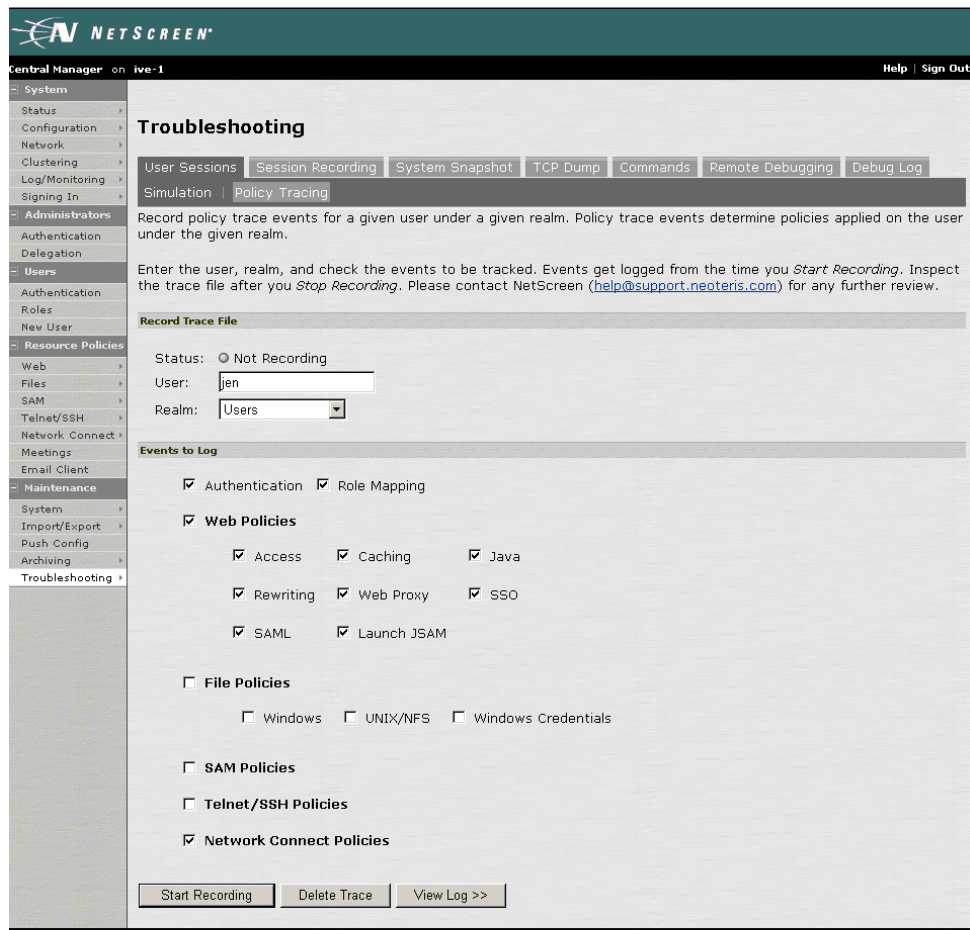 NETSCREEN
Central Manager on ive-1
Help | Sign Out
System
Status
Configuration
Network
Clustering
Log/Monitoring
Signing In
Administrators
Authentication
Delegation
Users
Authentication
Roles
New User
Resource Policies
Web
Files
SAM
Telnet/SSH
Network Connect
Meetings
Email Client
Maintenance
System
Import/Export
Push Config
Archiving
Troubleshooting
Troubleshooting
User Sessions Session Recording System Snapshot TCP Dump Commands Remote Debugging Debug Log
Simulation | Policy Tracing
Record policy trace events for a given user under a given realm. Policy trace events determine policies applied on the user
under the given realm.
Enter the user, realm, and check the events to be tracked. Events get logged from the time you Start Recording. Inspect
the trace file after you Stop Recording. Please contact NetScreen (help@support.neoteris.com) for any further review.
Record Trace File
Status: Not Recording
User: jen
Realm: Users
Events to Log
Authentication Role Mapping
Web Policies
Access Caching Java
Rewriting Web Proxy SSO
SAML Launch JSAM
File Policies
Windows UNIX/NFS Windows Credentials
SAM Policies
Telnet/SSH Policies
Network Connect Policies
Start Recording Delete Trace View Log >>